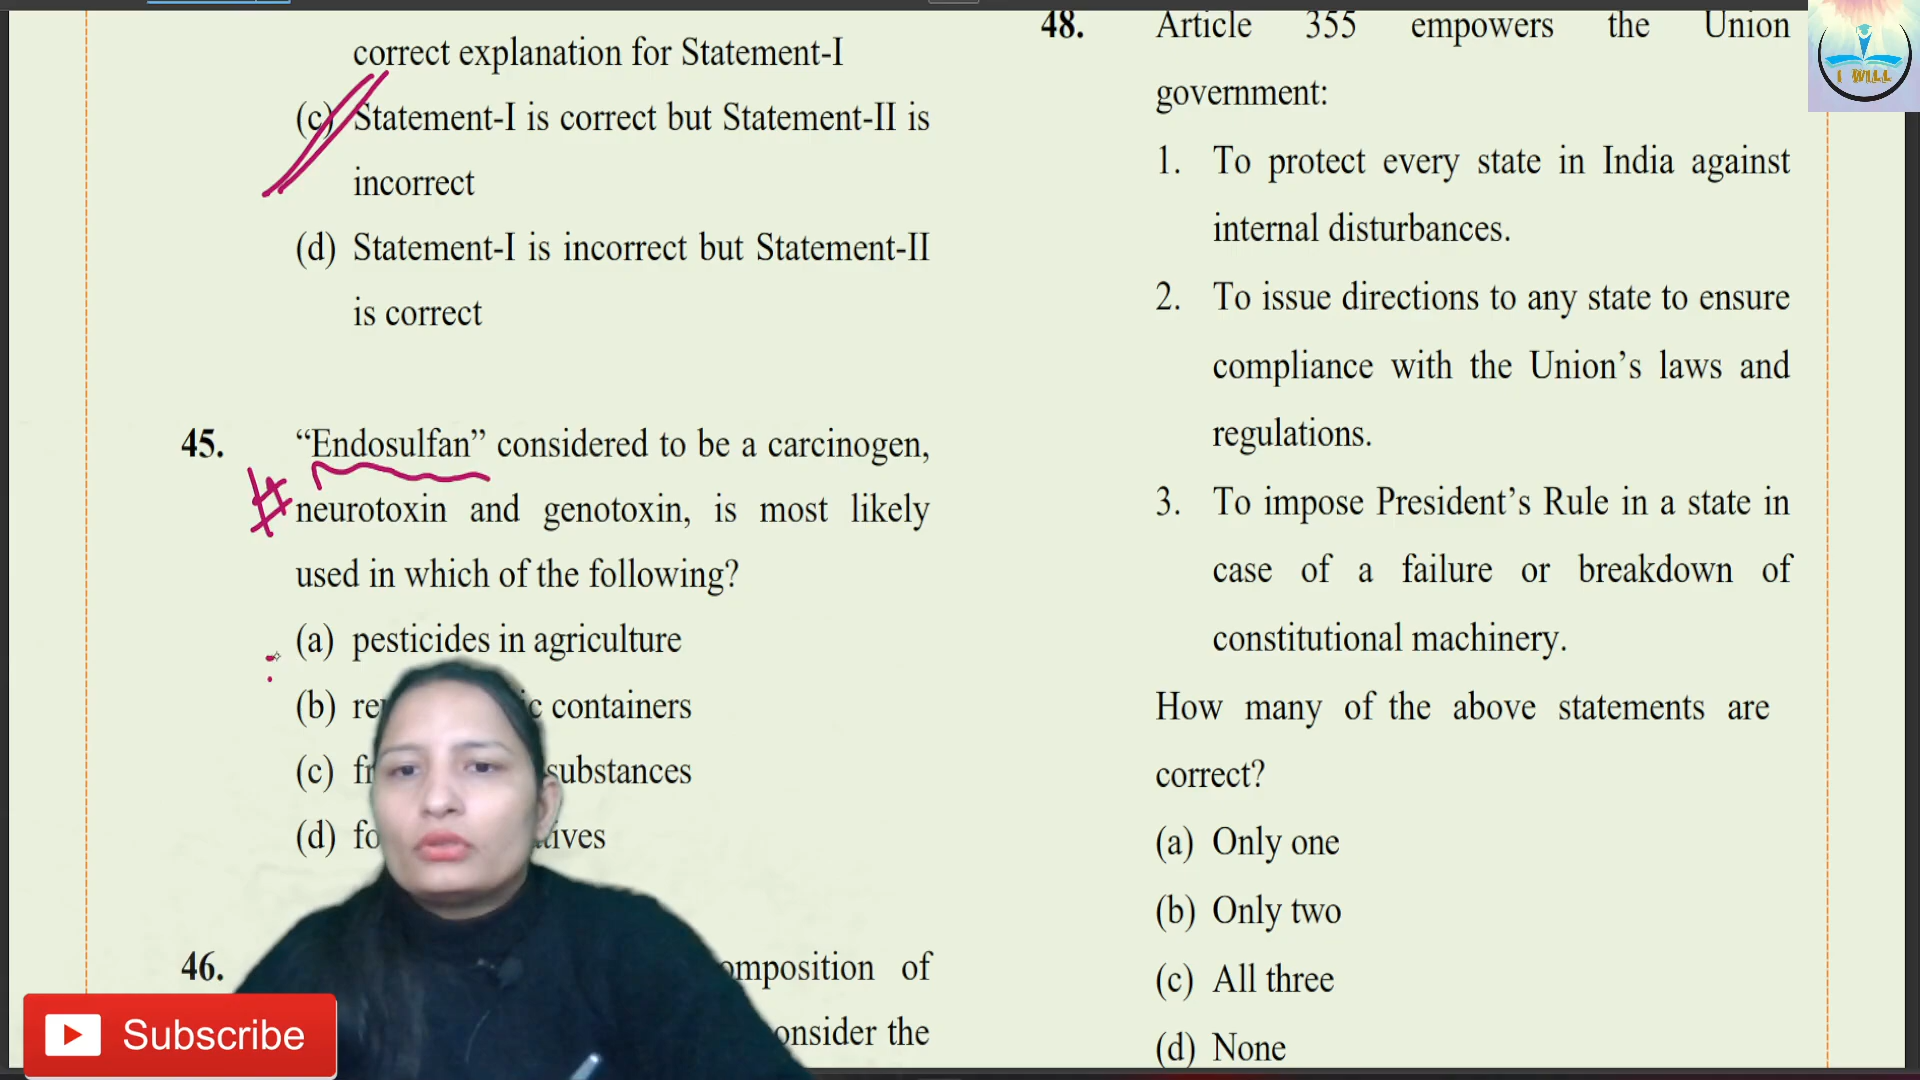 correct explanation for Statement-I
(c) Statement-I is correct but Statement-II is
incorrect
(d) Statement-I is incorrect but Statement-II
is correct
45. “Endosulfan” considered to be a carcinogen,
neurotoxin and genotoxin, is most likely
used in which of the following?
(a) pesticides in agriculture
(b) containers
(c) substances
(d)
46. of
the
48. Article 355 empowers the Union
government:
1. To protect every state in India against
internal disturbances.
2. To issue directions to any state to ensure
compliance with the Union’s laws and
regulations.
3. To impose President’s Rule in a state in
case of a failure or breakdown of
constitutional machinery.
How many of the above statements are
correct?
(a) Only one
(b) Only two
(c) All three
(d) None
I WILL
Subscribe